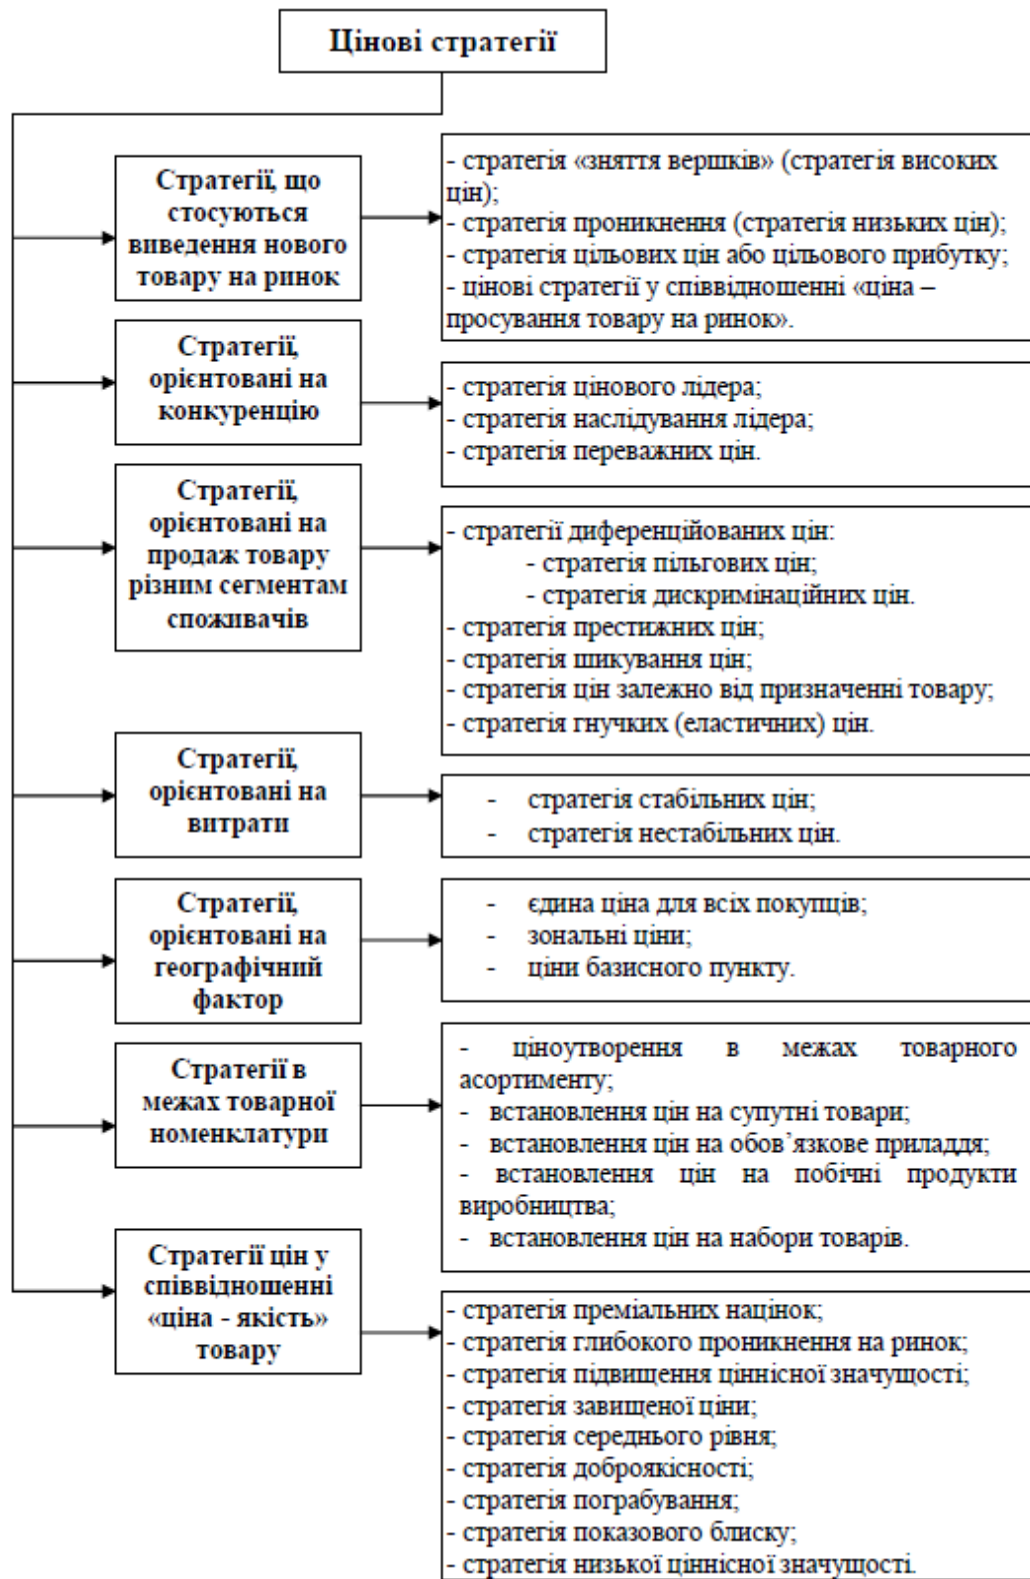 Цінові стратегії
Стратегії, що
стосуються
виведення нового
товару на ринок
- стратегія «зняття вершків» (стратегія високих
цін);
- стратегія проникнення (стратегія низьких цін);
- стратегія цільових цін або цільового прибутку;
- цінові стратегії у співвідношенні «ціна –
просування товару на ринок».
Стратегії,
орієнтовані на
конкуренцію
- стратегія цінового лідера;
- стратегія наслідування лідера;
- стратегія переважних цін.
Стратегії,
орієнтовані на
продаж товару
різним сегментам
споживачів
- стратегії диференційованих цін:
- стратегія пільгових цін;
- стратегія дискримінаційних цін.
- стратегія престижних цін;
- стратегія шикування цін;
- стратегія цін залежно від призначенні товару;
- стратегія гнучких (еластичних) цін.
Стратегії,
орієнтовані на
витрати
- стратегія стабільних цін;
- стратегія нестабільних цін.
Стратегії,
орієнтовані на
географічний
фактор
- єдина ціна для всіх покупців;
- зональні ціни;
- ціни базисного пункту.
Стратегії в
межах товарної
номенклатури
- ціноутворення в межах товарного
асортименту;
- встановлення цін на супутні товари;
- встановлення цін на обов’язкове приладдя;
- встановлення цін на побічні продукти
виробництва;
- встановлення цін на набори товарів.
Стратегії цін у
співвідношенні
«ціна - якість»
товару
- стратегія преміальних націнок;
- стратегія глибокого проникнення на ринок;
- стратегія підвищення ціннісної значущості;
- стратегія завищеної ціни;
- стратегія середнього рівня;
- стратегія доброякісності;
- стратегія пограбування;
- стратегія показового блиску;
- стратегія низької ціннісної значущості.